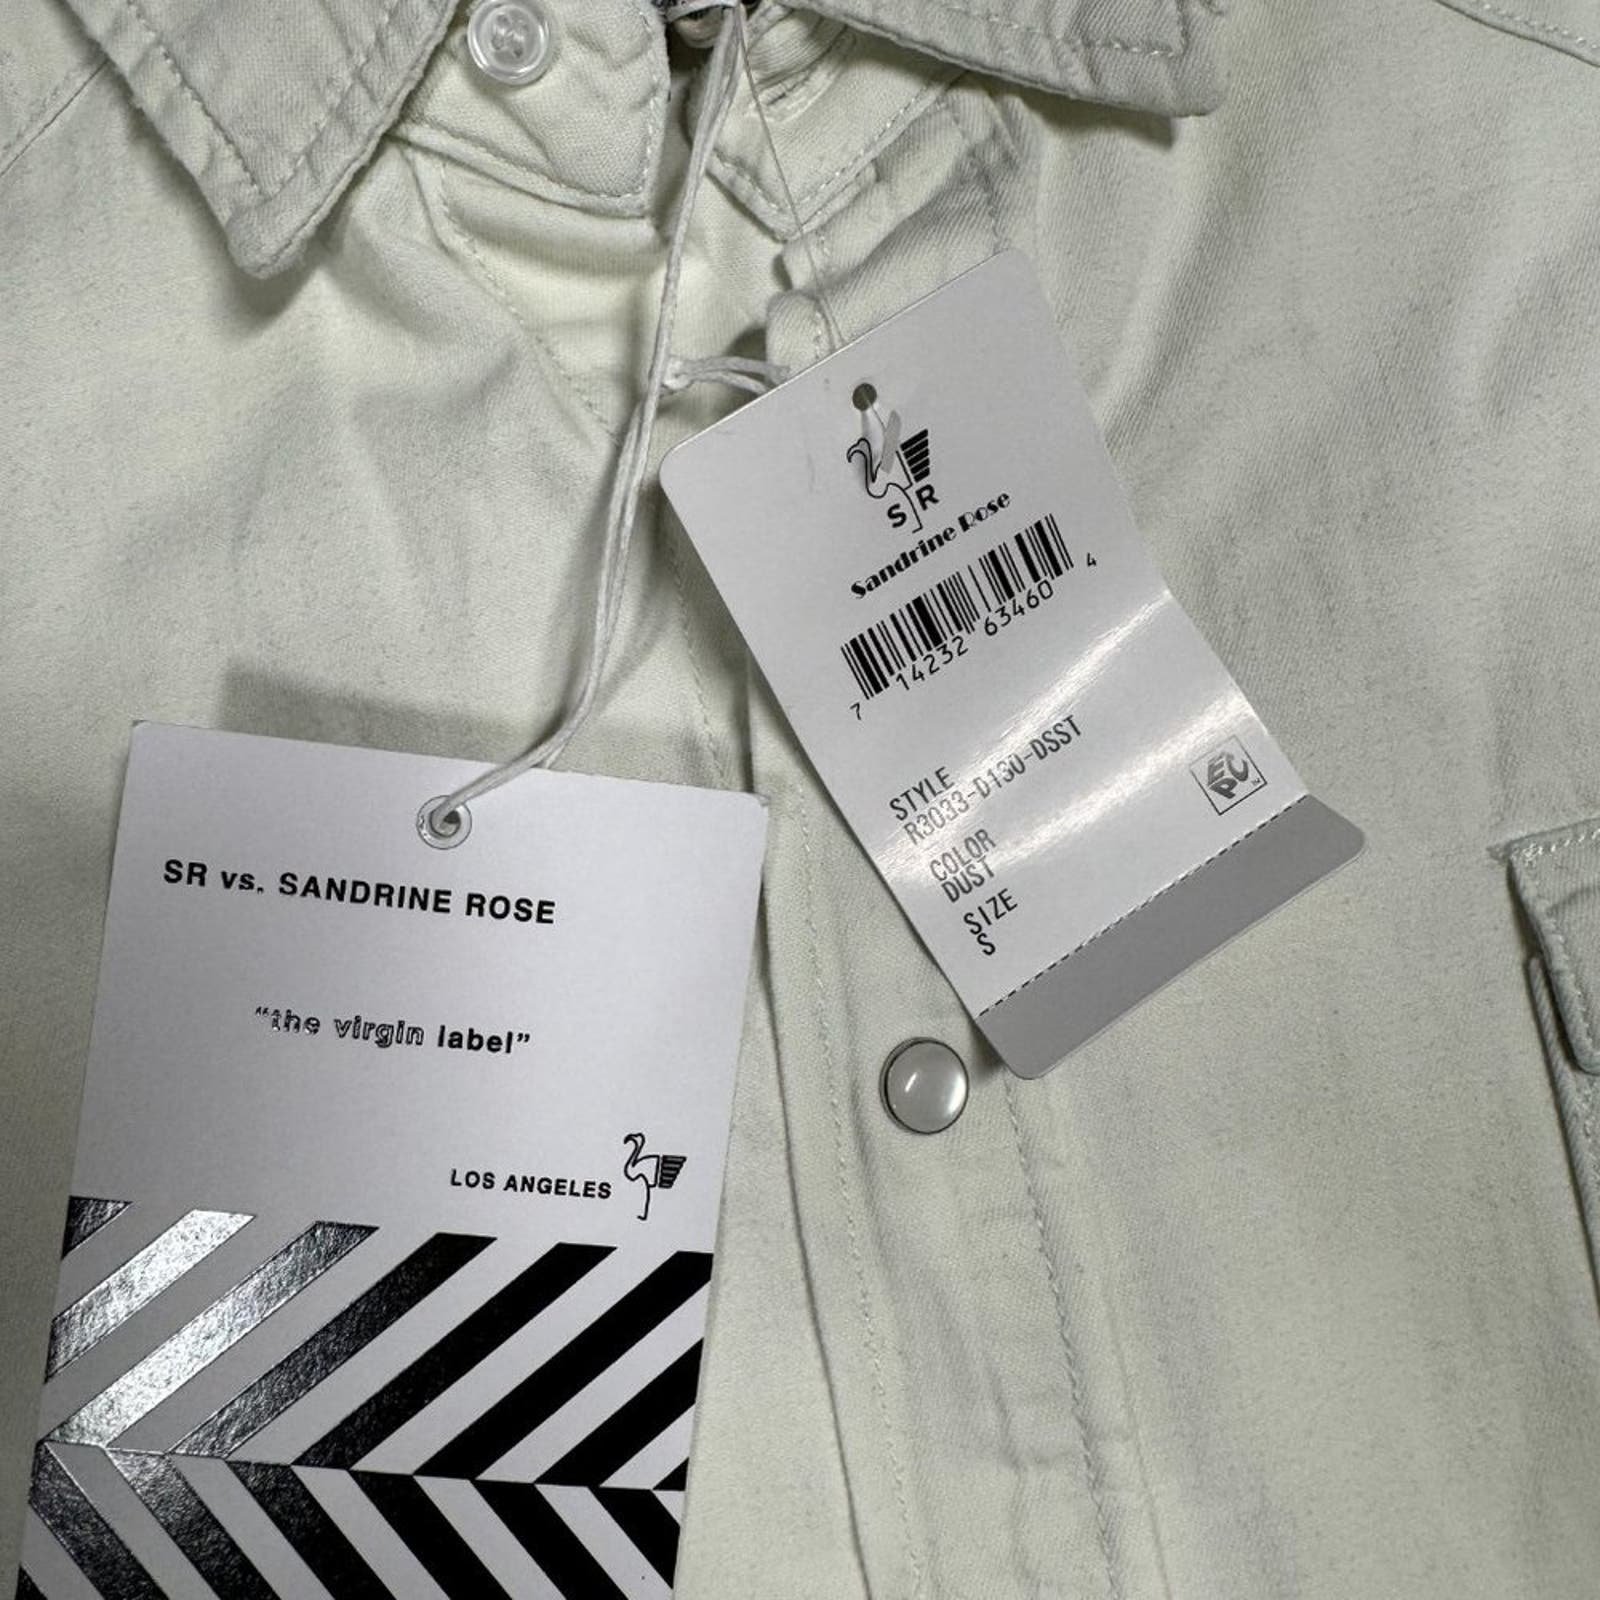 S R
Sandrine Rose
7 14232 63460 4
STYLE
R3033-D130-DSST
COLOR
DUST
SIZE
S
EPC
SR vs. SANDRINE ROSE
“the virgin label”
LOS ANGELES